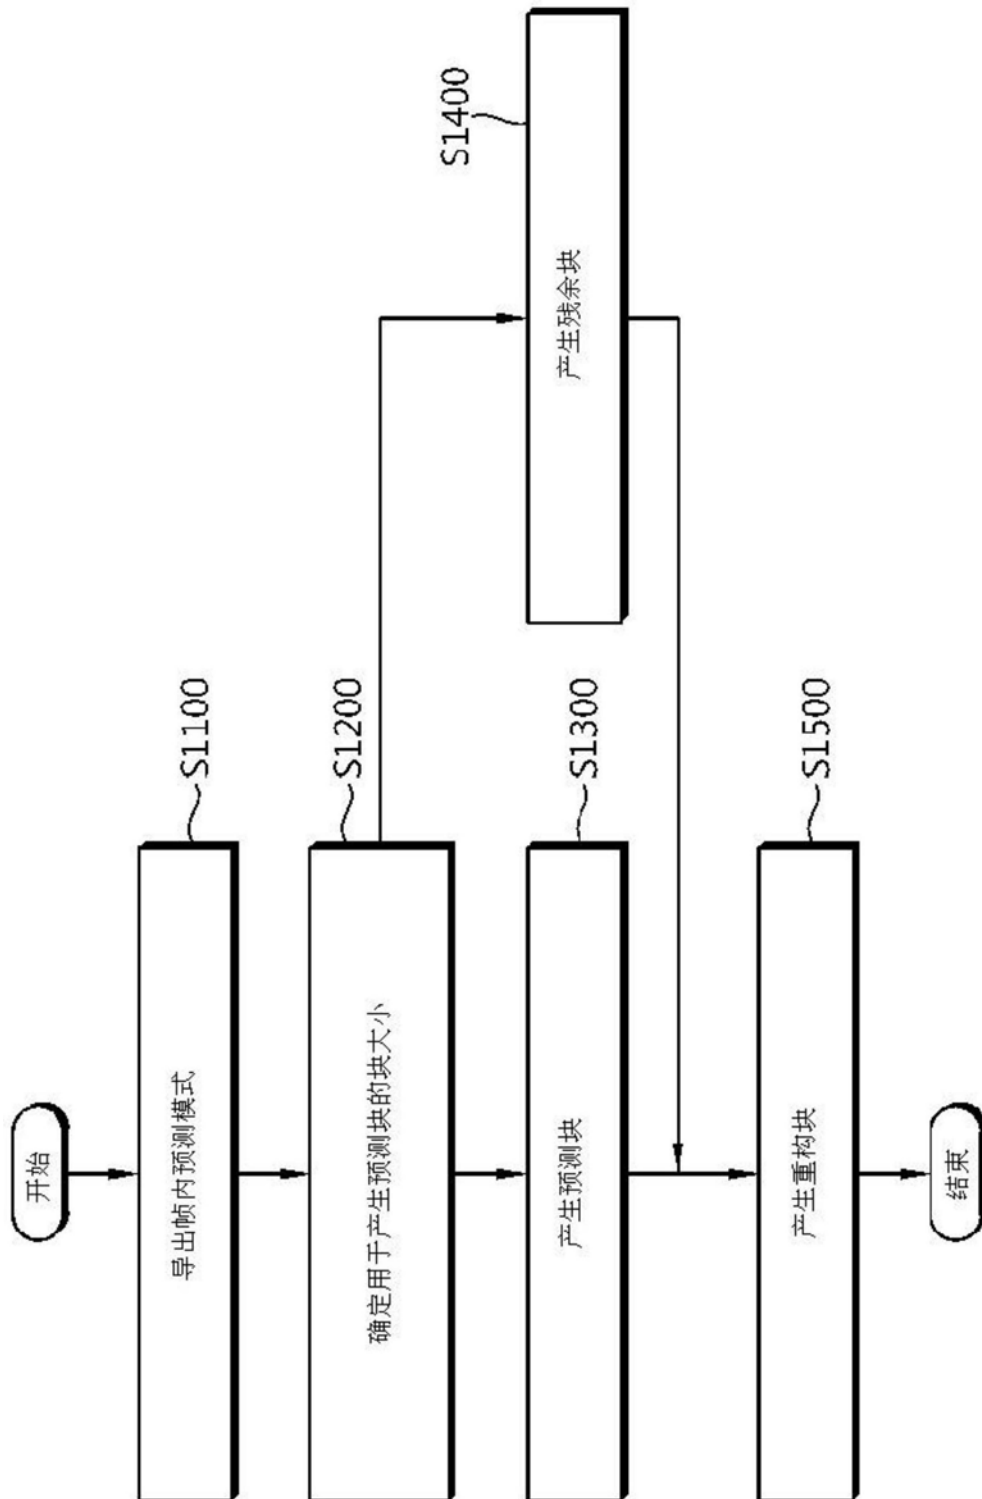 开始
导出帧内预测模式
S1100
确定用于产生预测块的块大小
S1200
产生预测块
S1300
产生残余块
S1400
产生重构块
S1500
结束